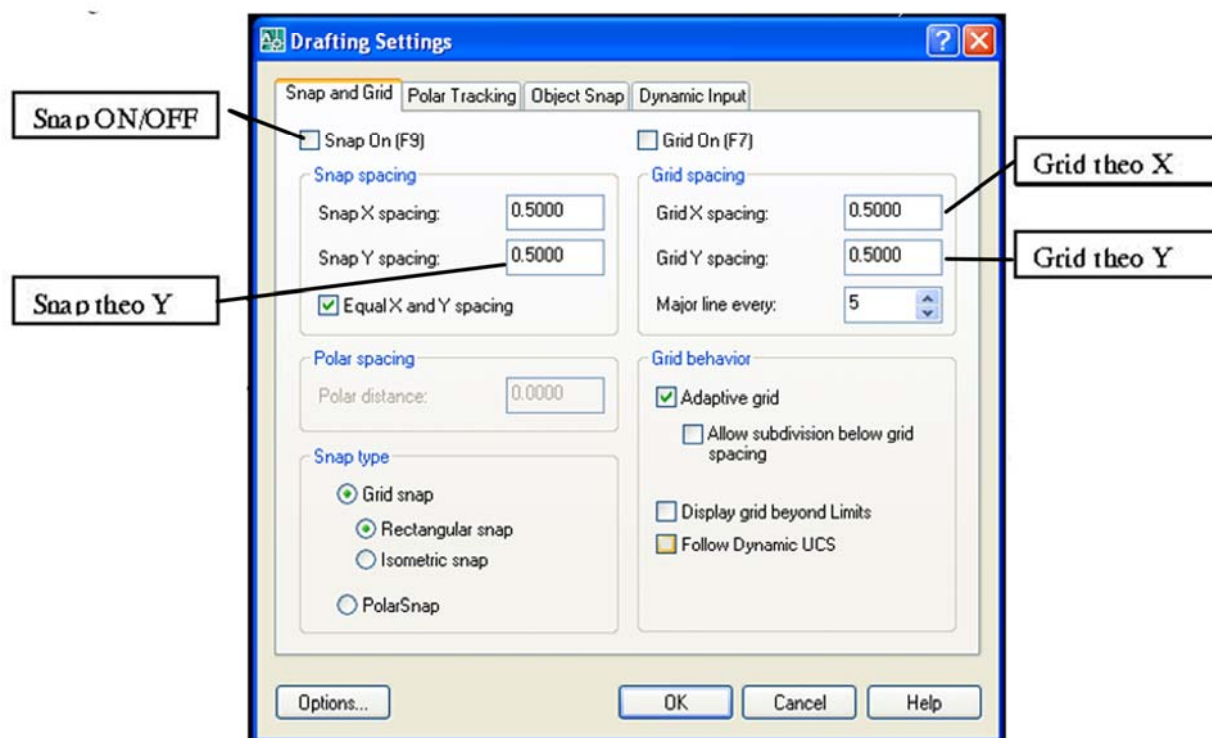 Drafting Settings
Snap and Grid Polar Tracking Object Snap Dynamic Input
Snap ON/OFF
Snap On (F9)
Grid On (F7)
Snap spacing
Snap X spacing: 0.5000
Snap Y spacing: 0.5000
Equal X and Y spacing
Grid spacing
Grid X spacing: 0.5000
Grid Y spacing: 0.5000
Major line every: 5
Grid theo X
Grid theo Y
Snap theo Y
Polar spacing
Polar distance: 0.0000
Snap type
Grid snap
Rectangular snap
Isometric snap
PolarSnap
Grid behavior
Adaptive grid
Allow subdivision below grid
spacing
Display grid beyond Limits
Follow Dynamic UCS
Options... OK Cancel Help